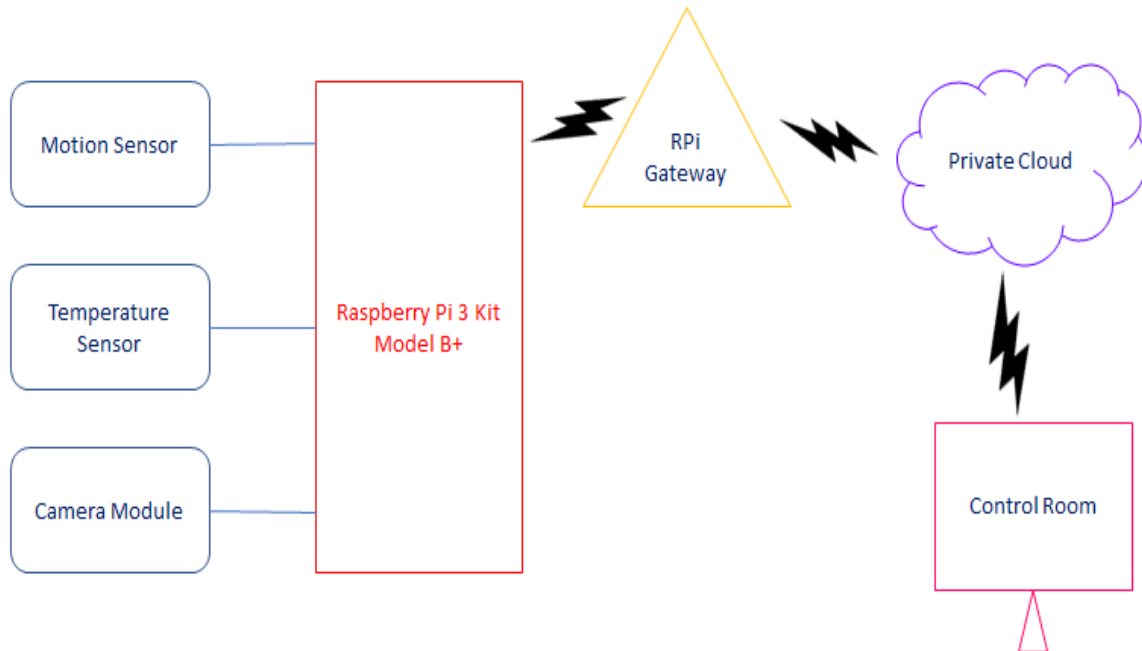 Motion Sensor
Temperature
Sensor
Camera Module
Raspberry Pi 3 Kit
Model B+
RPi
Gateway
Private Cloud
Control Room